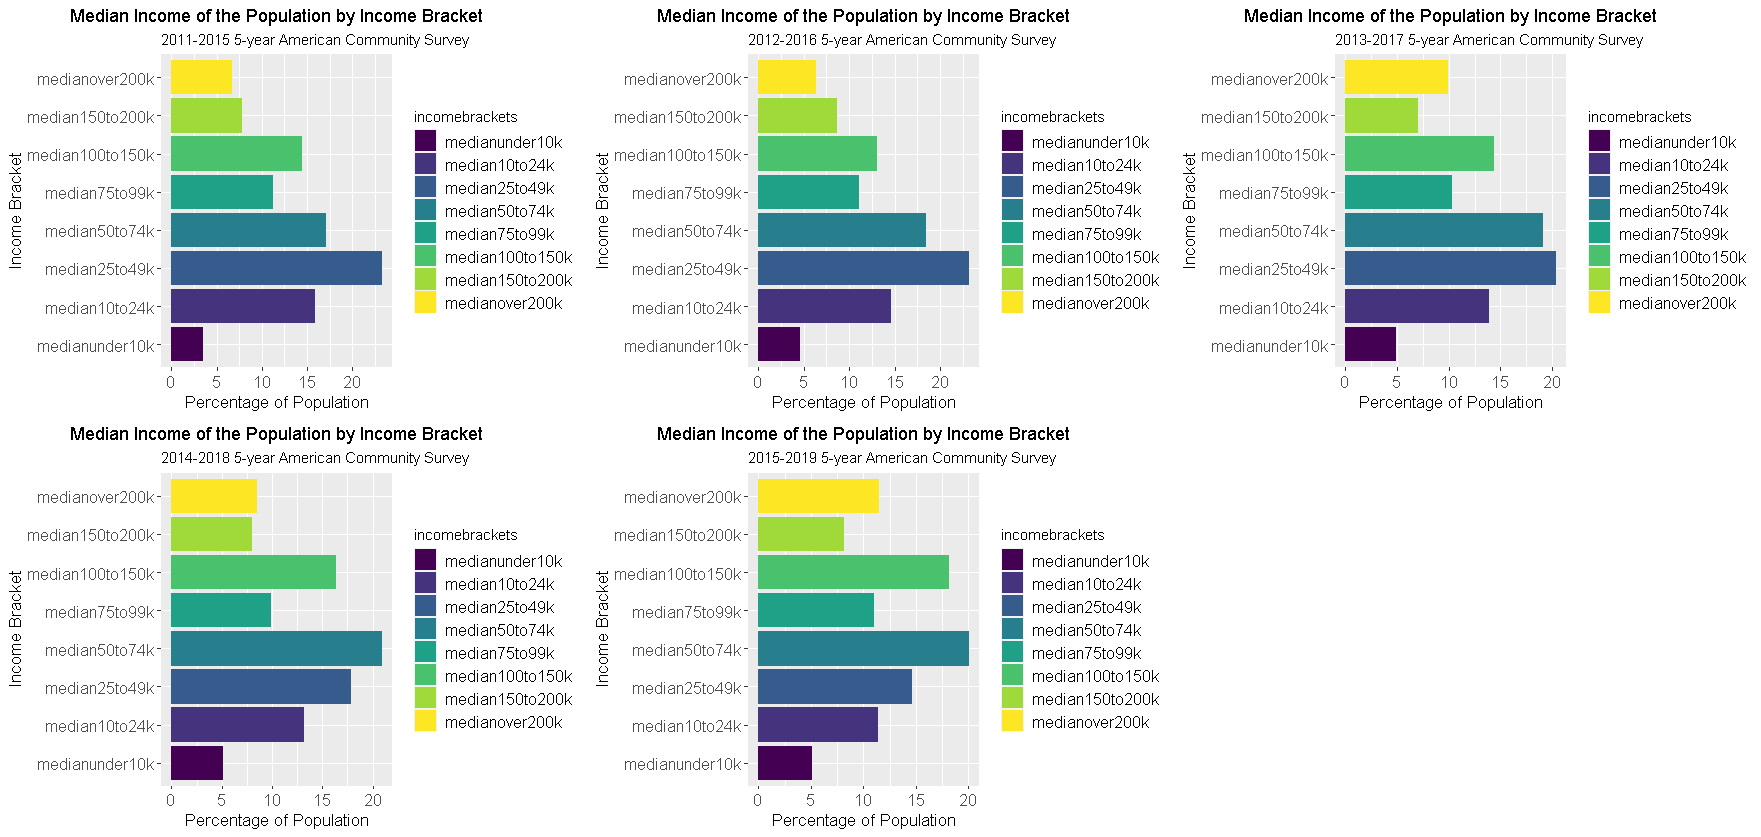 Median Income of the Population by Income Bracket
2011-2015 5-year American Community Survey
Income Bracket
medianover200k
median150to200k
median100to150k
median75to99k
median50to74k
median25to49k
median10to24k
medianunder10k
0 5 10 15 20
Percentage of Population
incomebrackets
medianunder10k
median10to24k
median25to49k
median50to74k
median75to99k
median100to150k
median150to200k
medianover200k
Median Income of the Population by Income Bracket
2012-2016 5-year American Community Survey
Income Bracket
medianover200k
median150to200k
median100to150k
median75to99k
median50to74k
median25to49k
median10to24k
medianunder10k
0 5 10 15 20
Percentage of Population
incomebrackets
medianunder10k
median10to24k
median25to49k
median50to74k
median75to99k
median100to150k
median150to200k
medianover200k
Median Income of the Population by Income Bracket
2013-2017 5-year American Community Survey
Income Bracket
medianover200k
median150to200k
median100to150k
median75to99k
median50to74k
median25to49k
median10to24k
medianunder10k
0 5 10 15 20
Percentage of Population
incomebrackets
medianunder10k
median10to24k
median25to49k
median50to74k
median75to99k
median100to150k
median150to200k
medianover200k
Median Income of the Population by Income Bracket
2014-2018 5-year American Community Survey
Income Bracket
medianover200k
median150to200k
median100to150k
median75to99k
median50to74k
median25to49k
median10to24k
medianunder10k
0 5 10 15 20
Percentage of Population
incomebrackets
medianunder10k
median10to24k
median25to49k
median50to74k
median75to99k
median100to150k
median150to200k
medianover200k
Median Income of the Population by Income Bracket
2015-2019 5-year American Community Survey
Income Bracket
medianover200k
median150to200k
median100to150k
median75to99k
median50to74k
median25to49k
median10to24k
medianunder10k
0 5 10 15 20
Percentage of Population
incomebrackets
medianunder10k
median10to24k
median25to49k
median50to74k
median75to99k
median100to150k
median150to200k
medianover200k